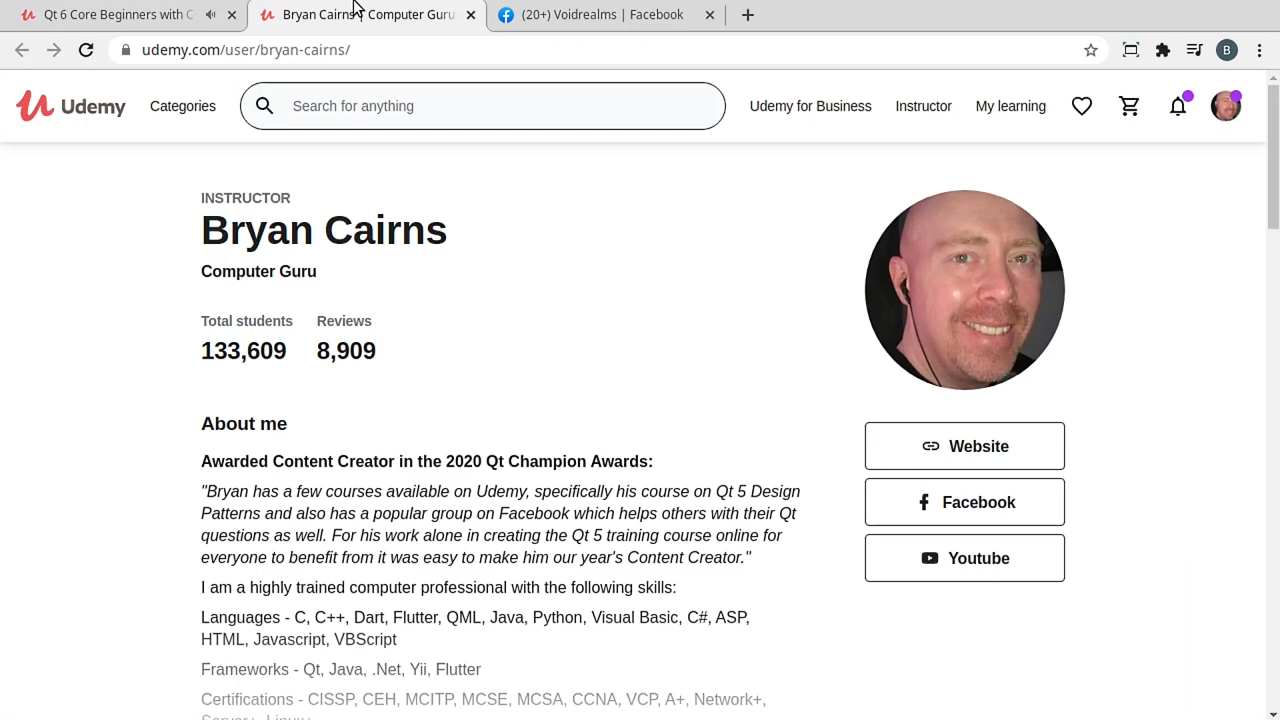 Qt 6 Core Beginners with C
Bryan Cairns | Computer Guru
(20+) Voidrealms | Facebook
udemy.com/user/bryan-cairns/
B
Udemy
Categories
Search for anything
Udemy for Business
Instructor
My learning
INSTRUCTOR
Bryan Cairns
Computer Guru
Total students
Reviews
133,609
8,909
About me
Awarded Content Creator in the 2020 Qt Champion Awards:
"Bryan has a few courses available on Udemy, specifically his course on Qt 5 Design
Patterns and also has a popular group on Facebook which helps others with their Qt
questions as well. For his work alone in creating the Qt 5 training course online for
everyone to benefit from it was easy to make him our year's Content Creator."
I am a highly trained computer professional with the following skills:
Languages - C, C++, Dart, Flutter, QML, Java, Python, Visual Basic, C#, ASP,
HTML, Javascript, VBScript
Frameworks - Qt, Java, .Net, Yii, Flutter
Certifications - CISSP, CEH, MCITP, MCSE, MCSA, CCNA, VCP, A+, Network+,
Server+, Linux+
Website
Facebook
Youtube